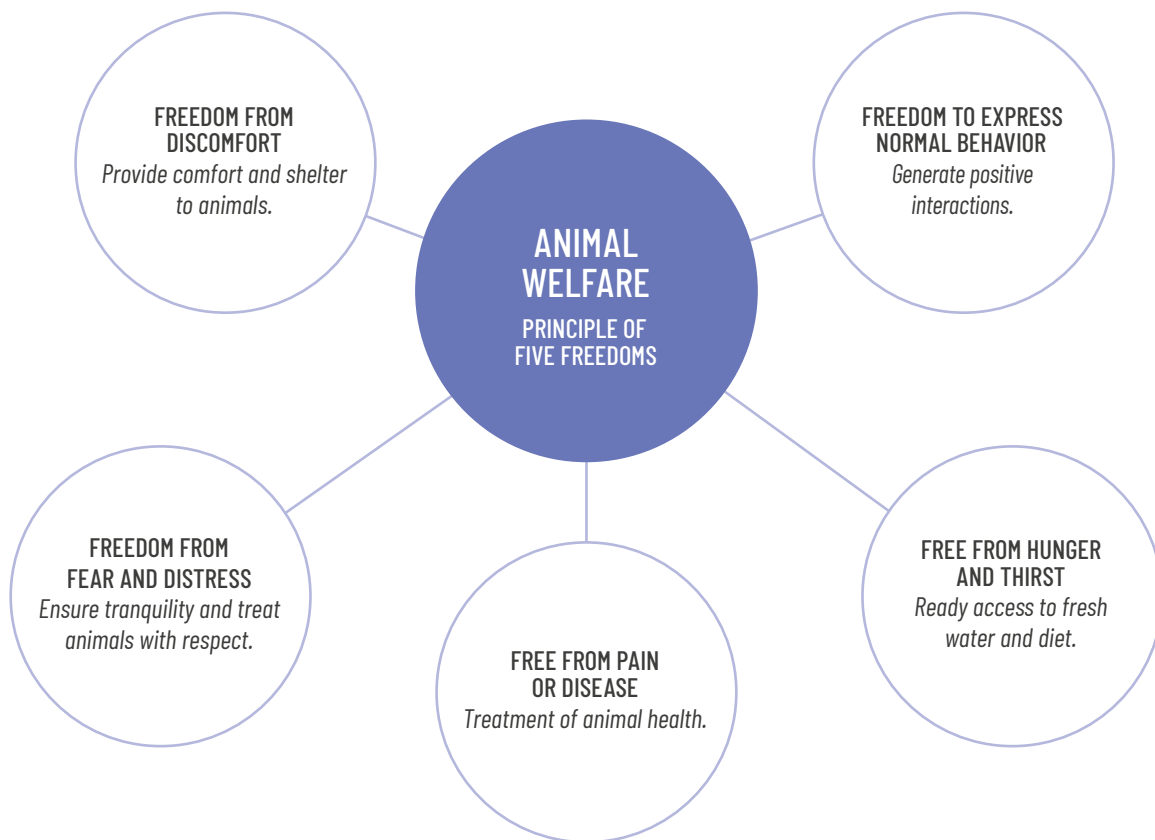 FREEDOM FROM
DISCOMFORT
Provide comfort and shelter
to animals.
FREEDOM TO EXPRESS
NORMAL BEHAVIOR
Generate positive
interactions.
ANIMAL
WELFARE
PRINCIPLE OF
FIVE FREEDOMS
FREEDOM FROM
FEAR AND DISTRESS
Ensure tranquility and treat
animals with respect.
FREE FROM PAIN
OR DISEASE
Treatment of animal health.
FREE FROM HUNGER
AND THIRST
Ready access to fresh
water and diet.